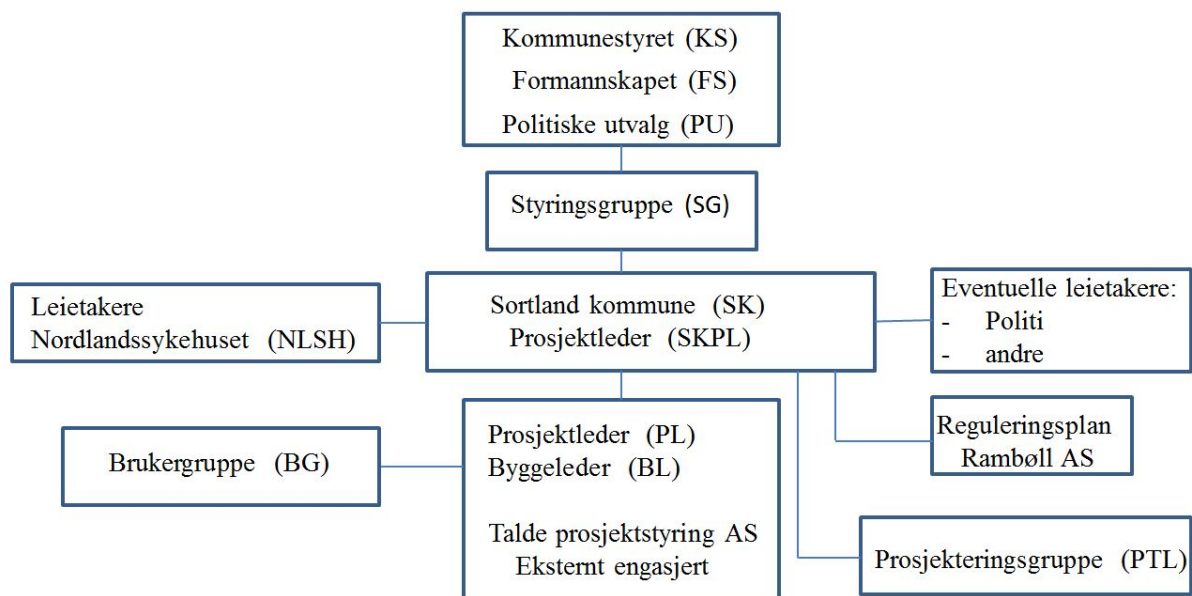 Kommunestyret (KS)
Formannskapet (FS)
Politiske utvalg (PU)
Styringsgruppe (SG)
Leietakere
Nordlandssykehuset (NLSH)
Sortland kommune (SK)
Prosjektleder (SKPL)
Eventuelle leietakere:
- Politi
- andre
Brukergruppe (BG)
Prosjektleder (PL)
Byggeleder (BL)
Talde prosjektstyring AS
Eksternt engasjert
Reguleringsplan
Rambøll AS
Prosjekteringsgruppe (PTL)